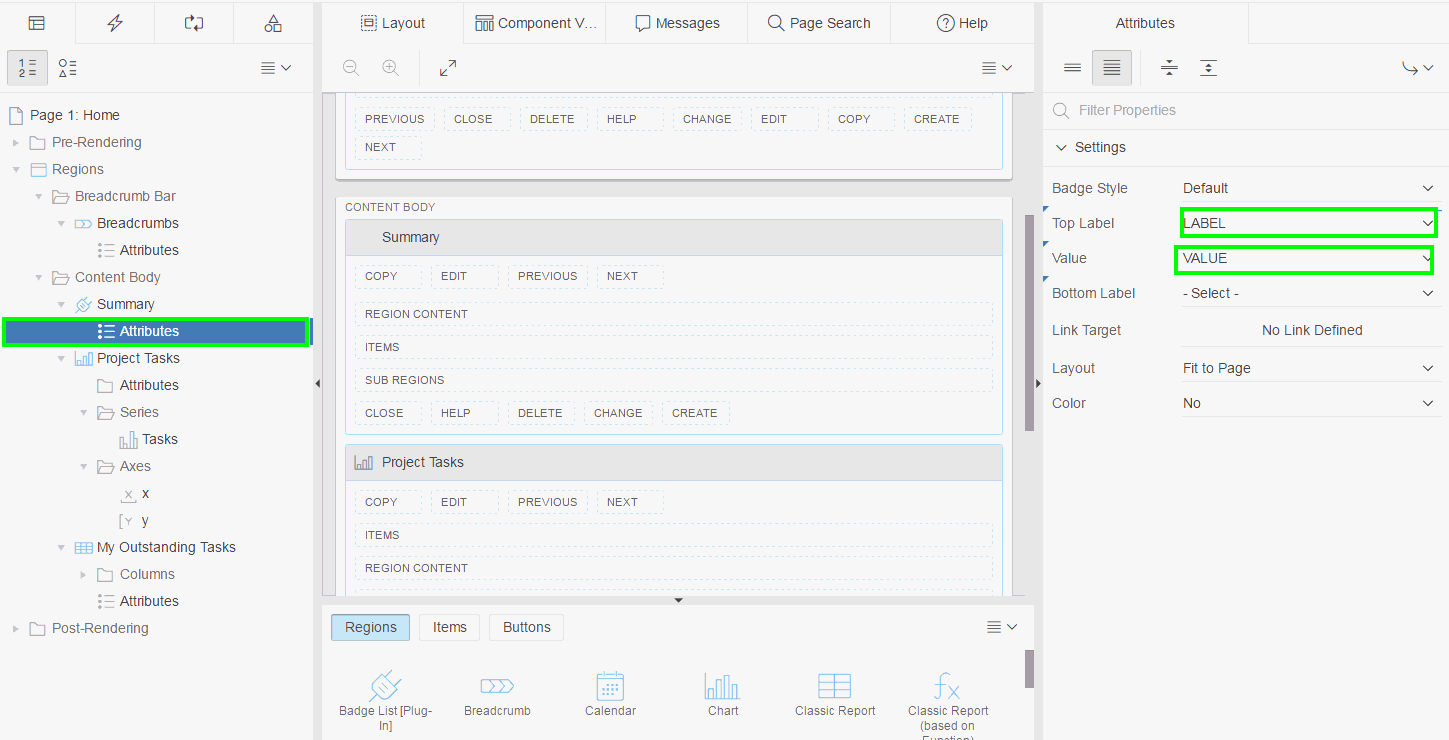 Layout
Component V...
Messages
Page Search
Help
Attributes
Page 1: Home
Pre-Rendering
Regions
Breadcrumb Bar
Breadcrumbs
Attributes
Content Body
Summary
Attributes
Project Tasks
Attributes
Series
Tasks
Axes
x
y
My Outstanding Tasks
Columns
Attributes
Post-Rendering
PREVIOUS CLOSE DELETE HELP CHANGE EDIT COPY CREATE
NEXT
CONTENT BODY
Summary
COPY EDIT PREVIOUS NEXT
REGION CONTENT
ITEMS
SUB REGIONS
CLOSE HELP DELETE CHANGE CREATE
Project Tasks
COPY EDIT PREVIOUS NEXT
ITEMS
REGION CONTENT
Regions Items Buttons
Badge List [Plug-
In]
Breadcrumb
Calendar
Chart
Classic Report
Classic Report
(based on
Function)
Filter Properties
Settings
Badge Style Default
Top Label LABEL
Value VALUE
Bottom Label - Select -
Link Target No Link Defined
Layout Fit to Page
Color No